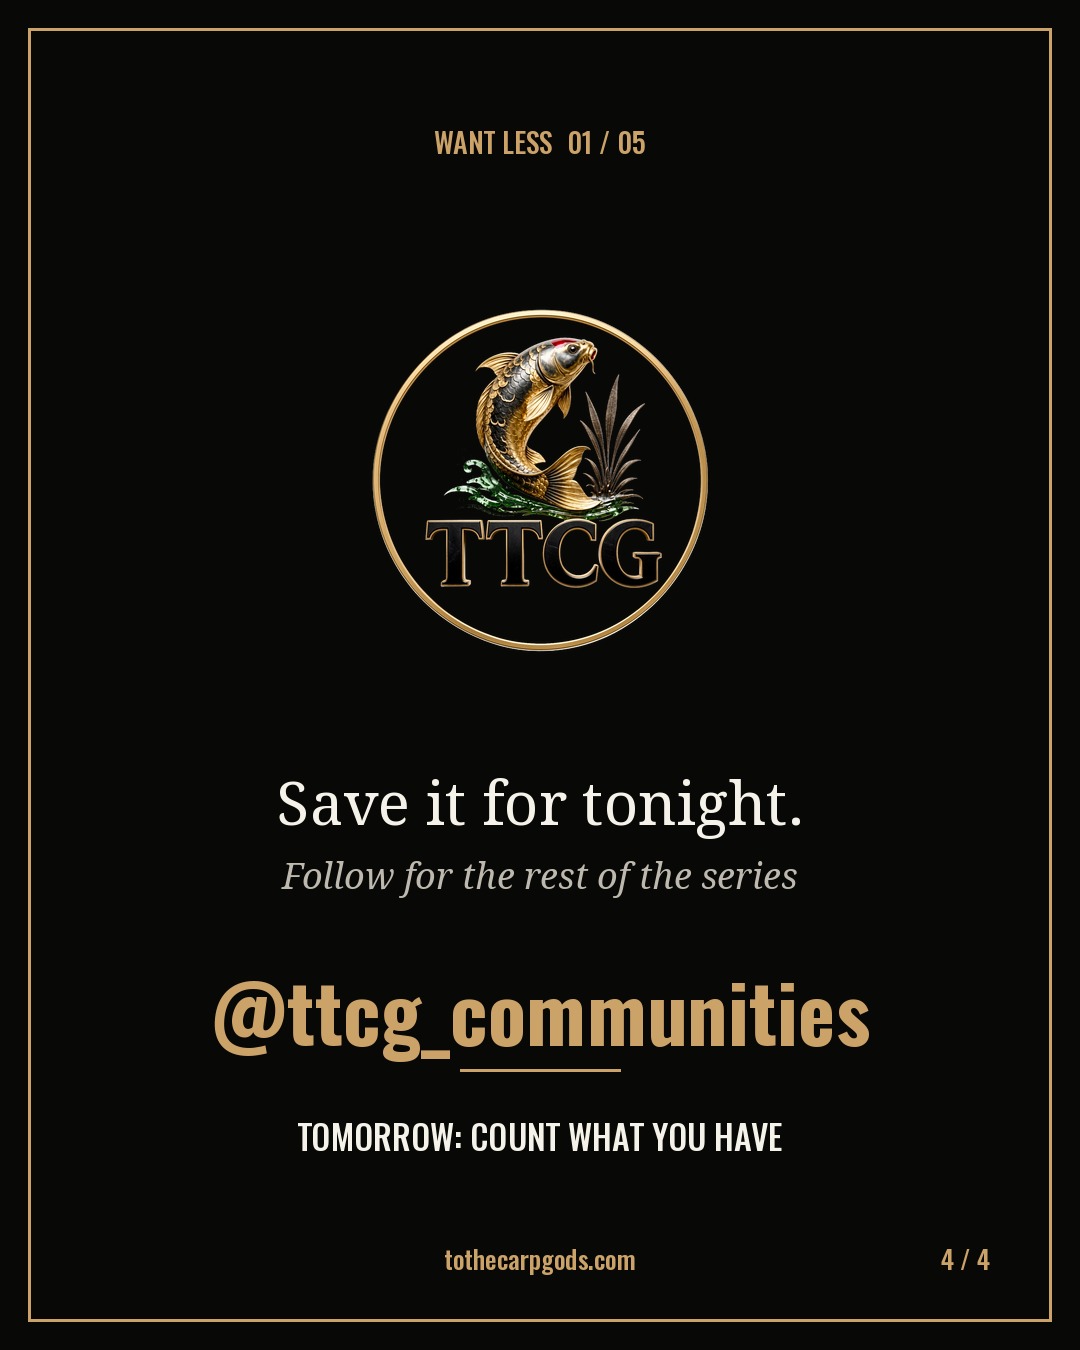 WANT LESS 01 / 05
TTCG
Save it for tonight.
Follow for the rest of the series
@ttcg_communities
TOMORROW: COUNT WHAT YOU HAVE
tothecarpgods.com
4 / 4